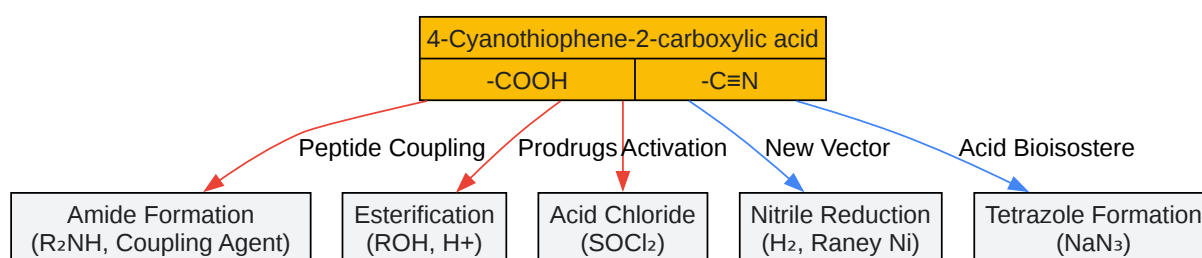 4-Cyanothiophene-2-carboxylic acid
-COOH
-C≡N
Peptide Coupling
Prodrugs
Activation
New Vector
Acid Bioisostere
Amide Formation
(R₂NH, Coupling Agent)
Esterification
(ROH, H+)
Acid Chloride
(SOCl₂)
Nitrile Reduction
(H₂, Raney Ni)
Tetrazole Formation
(NaN₃)